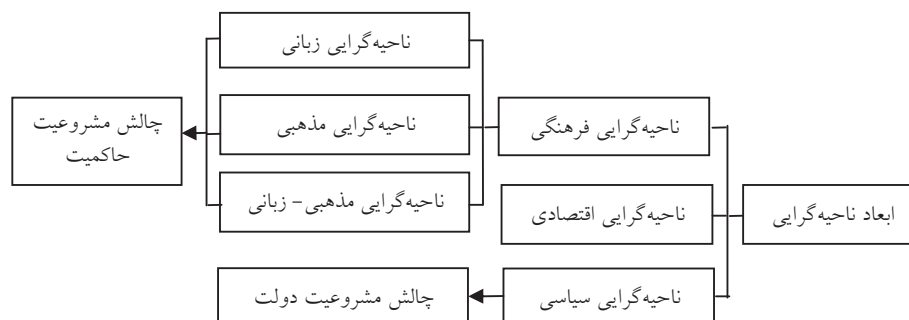 ابعاد ناحیه‌گرایی
ناحیه‌گرایی فرهنگی
ناحیه‌گرایی زبانی
ناحیه‌گرایی مذهبی
ناحیه‌گرایی مذهبی- زبانی
چالش مشروعیت
حاکمیت
ناحیه‌گرایی اقتصادی
ناحیه‌گرایی سیاسی
چالش مشروعیت دولت